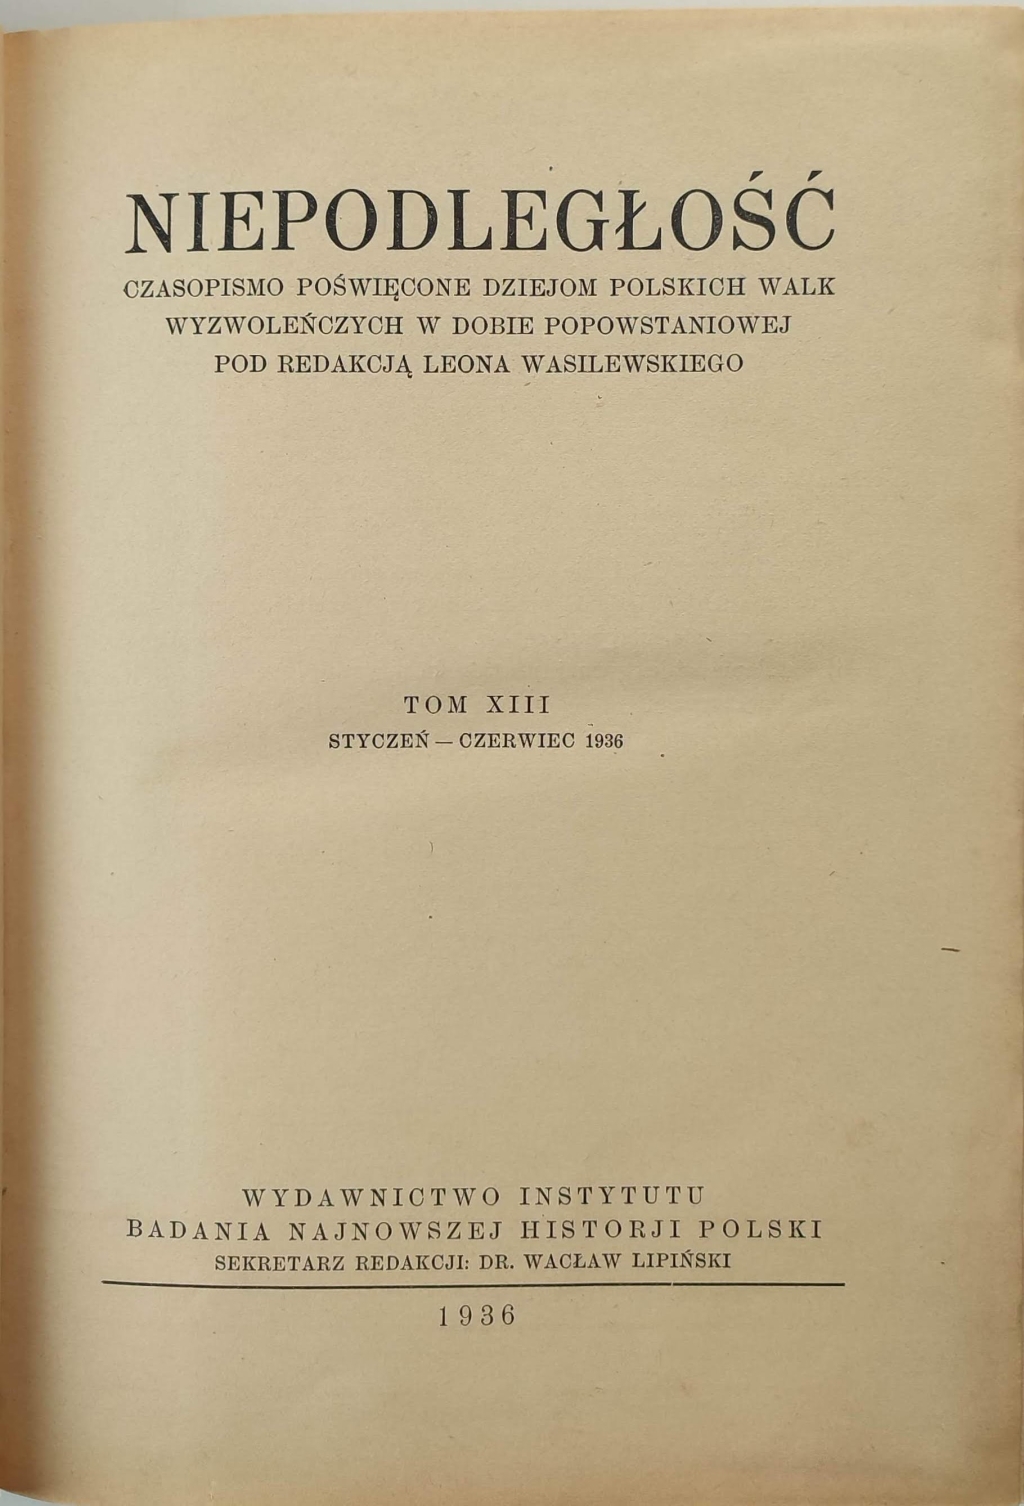 NIEPODLEGŁOŚĆ
CZASOPISMO POŚWIĘCONE DZIEJOM POLSKICH WALK
WYZWOLEŃCZYCH W DOBIE POPOWSTANIOWEJ
POD REDAKCJĄ LEONA WASILEWSKIEGO
TOM XIII
STYCZEŃ — CZERWIEC 1936
WYDAWNICTWO INSTYTUTU
BADANIA NAJNOWSZEJ HISTORJI POLSKI
SEKRETARZ REDAKCJI: DR. WACŁAW LIPIŃSKI
1936